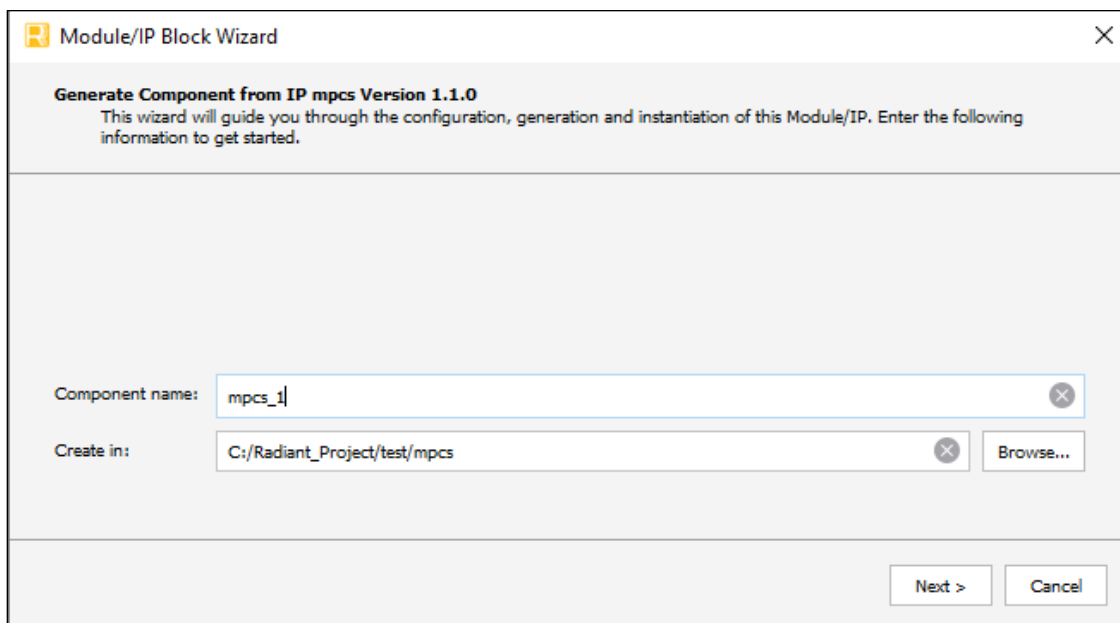 Module/IP Block Wizard
Generate Component from IP mpcs Version 1.1.0
This wizard will guide you through the configuration, generation and instantiation of this Module/IP. Enter the following
information to get started.
Component name: mpcs_1
Create in: C:/Radiant_Project/test/mpcs Browse...
Next > Cancel